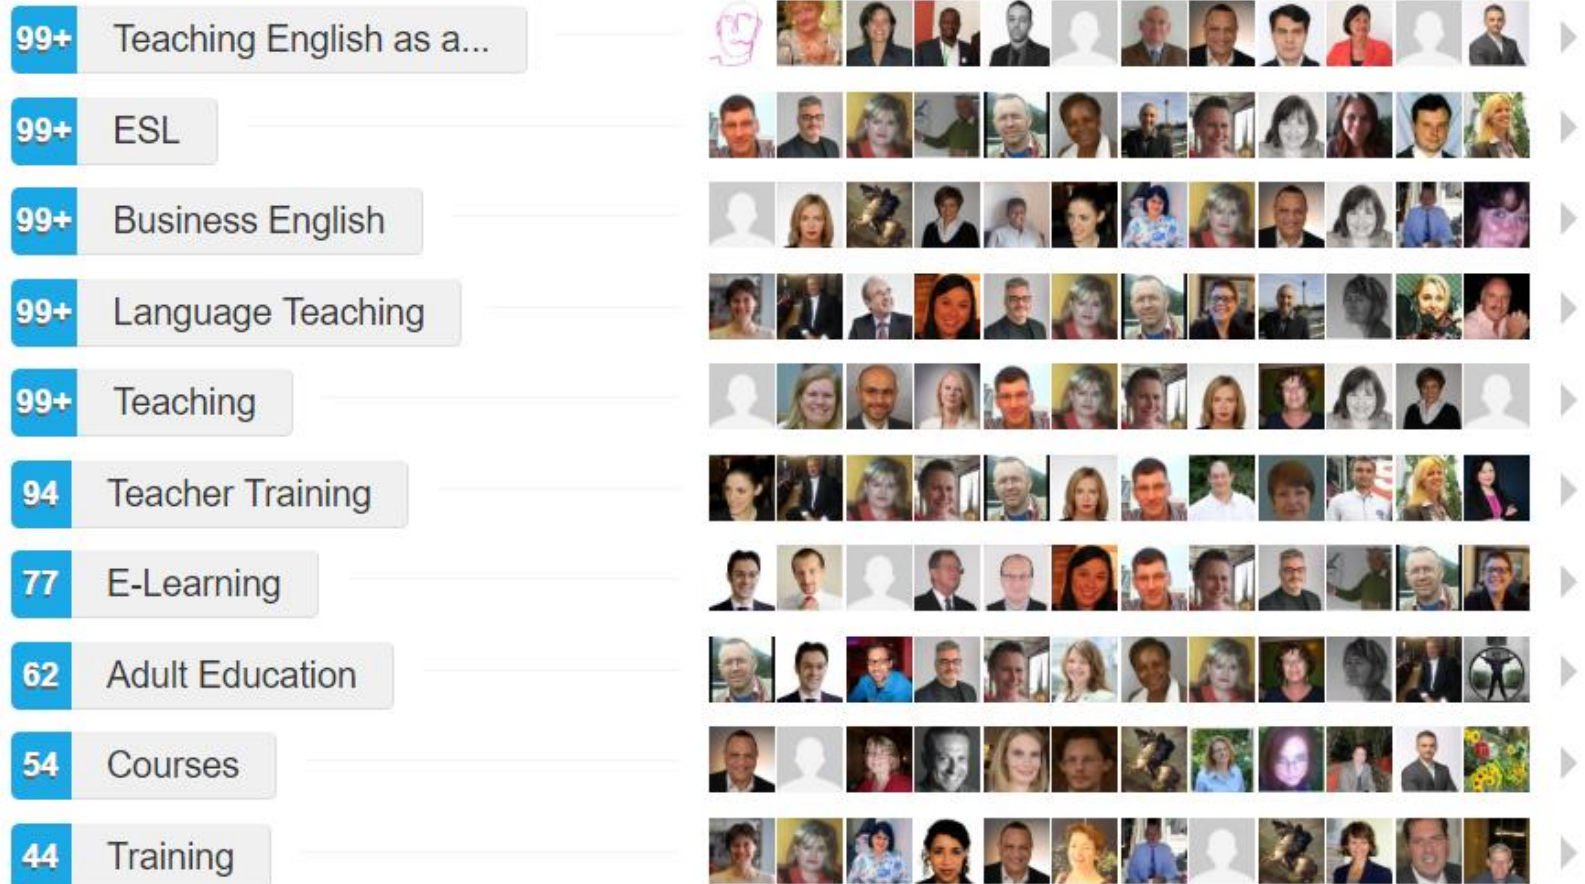 99+ Teaching English as a...
99+ ESL
99+ Business English
99+ Language Teaching
99+ Teaching
94 Teacher Training
77 E-Learning
62 Adult Education
54 Courses
44 Training